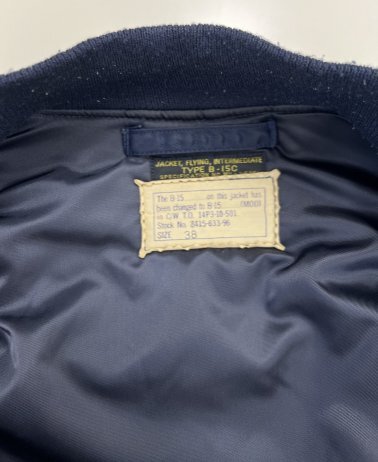 JACKET, FLYING, INTERMEDIATE
TYPE B-15C
The B-15 on this jacket has
been changed to B-15 (MOD)
C/W T.O. 14P3-10-501
Stock No. 8415-633-96
SIZE 38